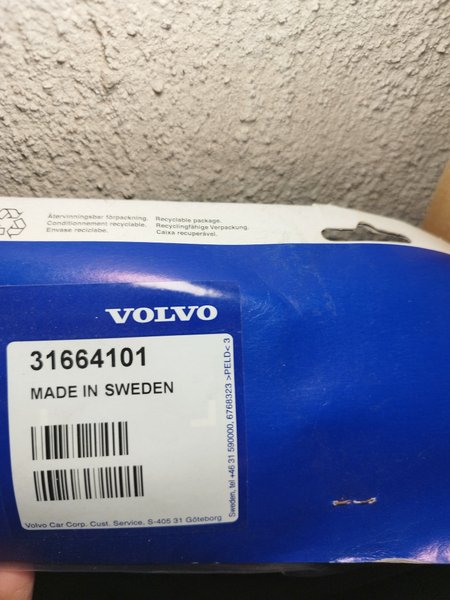 Återvinningsbar förpackning. Recyclable package.
Conditionnement recyclable. Recyclingfähige Verpackung.
Envase reciclebe. Caixa recuperável.
VOLVO
31664101
MADE IN SWEDEN
Volvo Car Corp. Cust. Service, S-405 31 Göteborg
Sweden, tel +46 31 590000, 6768323 >PELD< 3